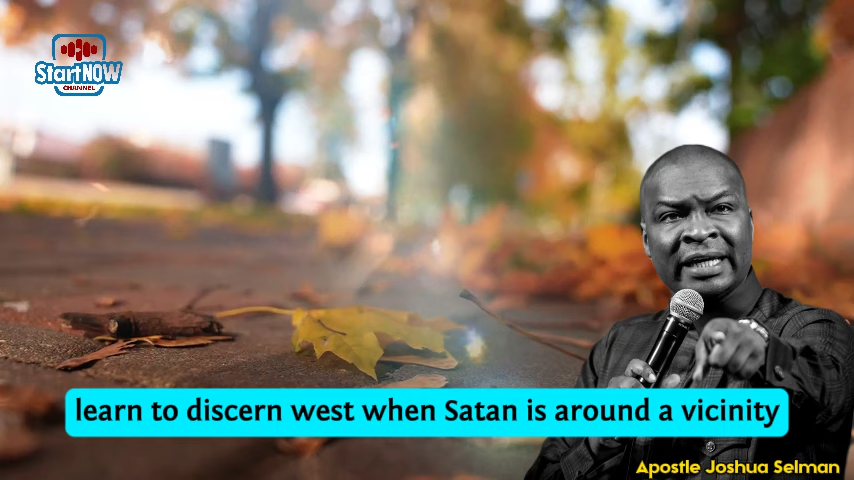 StartNOW
CHANNEL
learn to discern west when Satan is around a vicinity
Apostle Joshua Selman